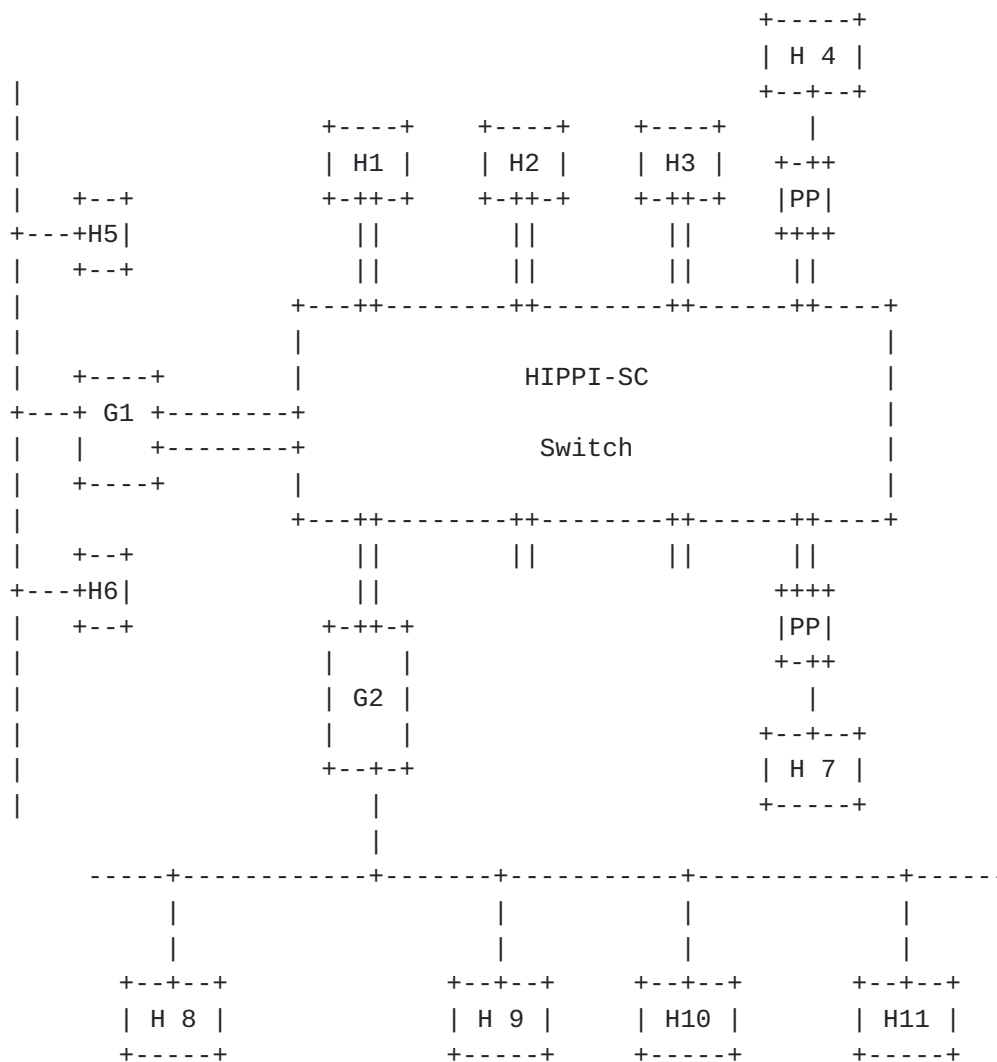 H 4
H1 H2 H3
PP
H5
HIPPI-SC
G1
Switch
H6
PP
G2
H 7
H 8 H 9 H10 H11